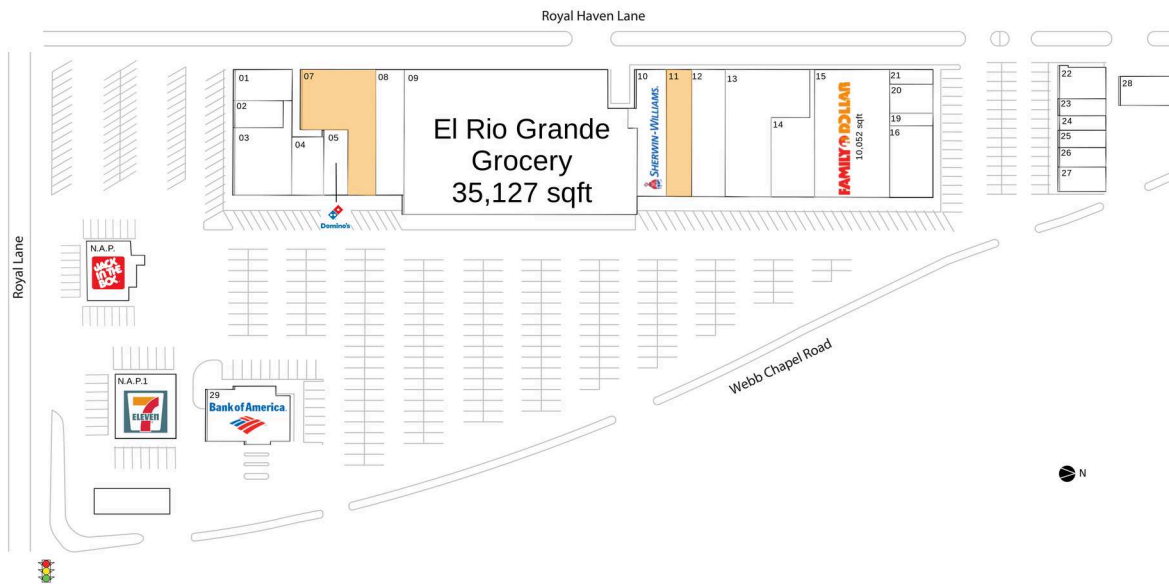 Royal Haven Lane
01
02
03
04
05
07
08
09
10
11
12
13
14
15
21
20
19
16
22
23
24
25
26
27
28
El Rio Grande
Grocery
35,127 sqft
SHERWIN-WILLIAMS.
FAMILY DOLLAR
10,052 sqft
Domino's
Royal Lane
N.A.P.
JACK
IN THE
BOX
N.A.P.1
7
ELEVEN
29
Bank of America
Webb Chapel Road
N